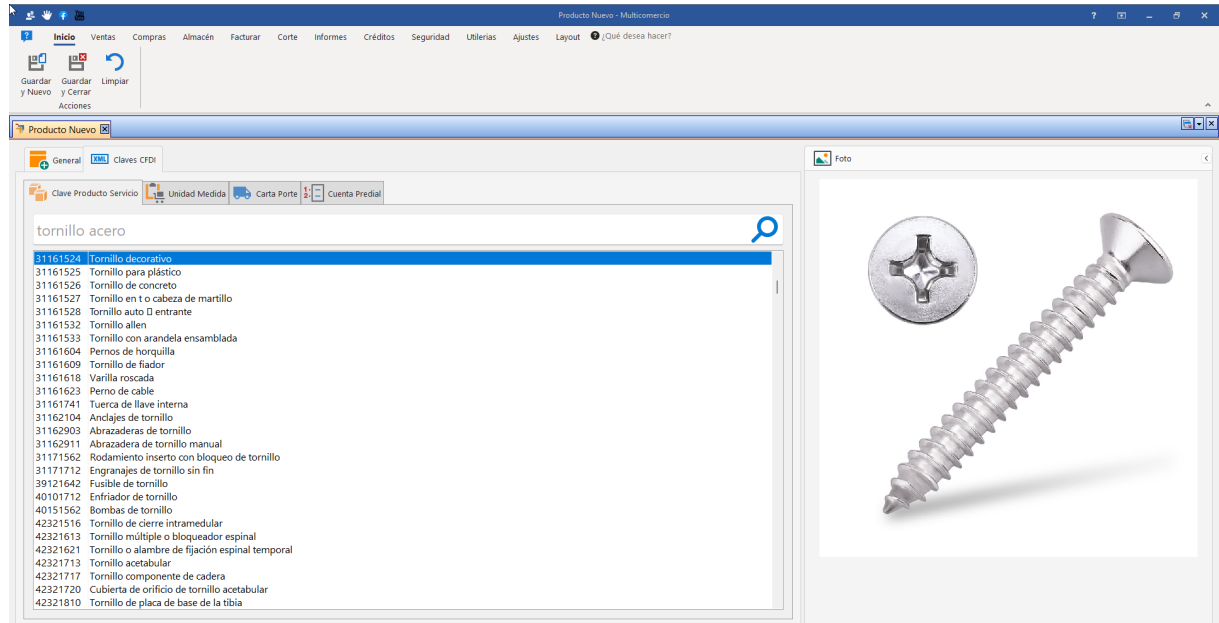 Producto Nuevo - Multicomercio
?
Inicio Ventas Compras Almacén Facturar Corte Informes Créditos Seguridad Utilerias Ajustes Layout ¿Qué desea hacer?
Guardar y Nuevo
Guardar y Cerrar
Limpiar
Acciones
Producto Nuevo
General XML Claves CFDI
Foto
Clave Producto Servicio Unidad Medida Carta Porte Cuenta Predial
tornillo acero
31161524 Tornillo decorativo
31161525 Tornillo para plástico
31161526 Tornillo de concreto
31161527 Tornillo en t o cabeza de martillo
31161528 Tornillo auto  entrante
31161532 Tornillo allen
31161533 Tornillo con arandela ensamblada
31161604 Pernos de horquilla
31161609 Tornillo de fiador
31161618 Varilla roscada
31161623 Perno de cable
31161741 Tuerca de llave interna
31162104 Anclajes de tornillo
31162903 Abrazaderas de tornillo
31162911 Abrazadera de tornillo manual
31171562 Rodamiento inserto con bloqueo de tornillo
31171712 Engranajes de tornillo sin fin
39121642 Fusible de tornillo
40101712 Enfriador de tornillo
40151562 Bombas de tornillo
42321516 Tornillo de cierre intramedular
42321613 Tornillo múltiple o bloqueador espinal
42321621 Tornillo o alambre de fijación espinal temporal
42321713 Tornillo acetabular
42321717 Tornillo componente de cadera
42321720 Cubierta de orificio de tornillo acetabular
42321810 Tornillo de placa de base de la tibia